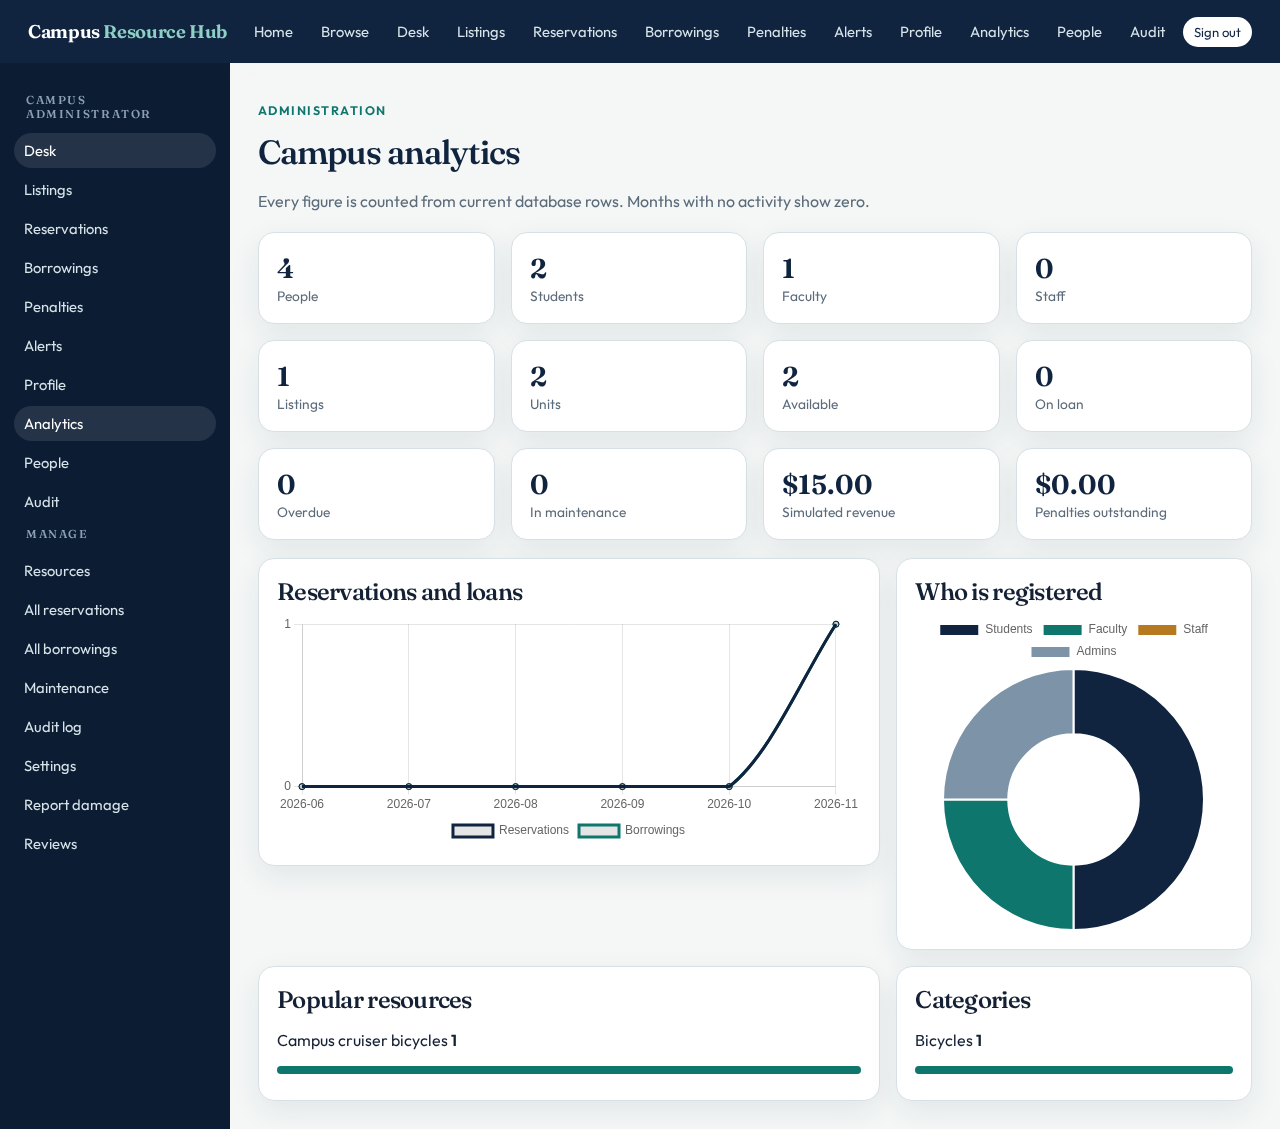 Campus Resource Hub Home Browse Desk Listings Reservations Borrowings Penalties Alerts Profile Analytics People Audit Sign out
CAMPUS
ADMINISTRATOR
Desk
Listings
Reservations
Borrowings
Penalties
Alerts
Profile
Analytics
People
Audit
MANAGE
Resources
All reservations
All borrowings
Maintenance
Audit log
Settings
Report damage
Reviews
ADMINISTRATION
Campus analytics
Every figure is counted from current database rows. Months with no activity show zero.
4
People
2
Students
1
Faculty
0
Staff
1
Listings
2
Units
2
Available
0
On loan
0
Overdue
0
In maintenance
$15.00
Simulated revenue
$0.00
Penalties outstanding
Reservations and loans
1
0
2026-06 2026-07 2026-08 2026-09 2026-10 2026-11
Reservations Borrowings
Who is registered
Students Faculty Staff
Admins
Popular resources
Campus cruiser bicycles 1
Categories
Bicycles 1